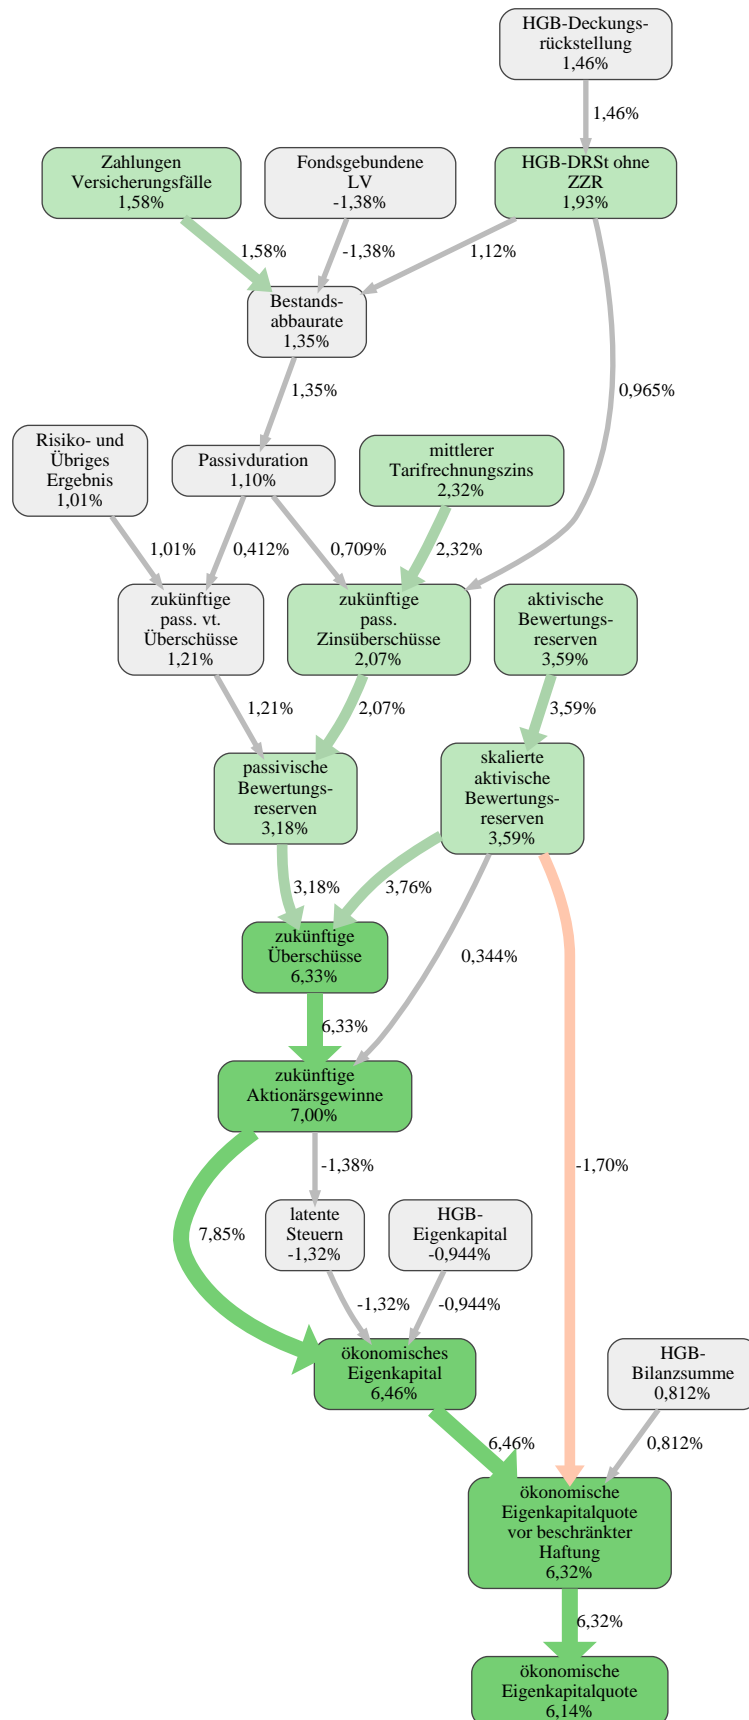 HGB-Deckungs-
rückstellung
1,46%
1,46%
Zahlungen
Versicherungsfälle
1,58%
Fondsgebundene
LV
-1,38%
HGB-DRSt ohne
ZZR
1,93%
1,58%
-1,38%
1,12%
Bestands-
abbaurate
1,35%
1,35%
0,965%
Risiko- und
Übriges
Ergebnis
1,01%
Passivduration
1,10%
mittlerer
Tarifrechnungszins
2,32%
1,01%
0,412%
0,709%
2,32%
zukünftige
pass. vt.
Überschüsse
1,21%
zukünftige
pass.
Zinsüberschüsse
2,07%
aktivische
Bewertungs-
reserven
3,59%
1,21%
2,07%
3,59%
passivische
Bewertungs-
reserven
3,18%
skalierte
aktivische
Bewertungs-
reserven
3,59%
3,18%
3,76%
zukünftige
Überschüsse
6,33%
0,344%
6,33%
zukünftige
Aktionärsgewinne
7,00%
-1,38%
-1,70%
7,85%
latente
Steuern
-1,32%
HGB-
Eigenkapital
-0,944%
-1,32%
-0,944%
ökonomisches
Eigenkapital
6,46%
HGB-
Bilanzsumme
0,812%
6,46%
0,812%
ökonomische
Eigenkapitalquote
vor beschränkter
Haftung
6,32%
6,32%
ökonomische
Eigenkapitalquote
6,14%